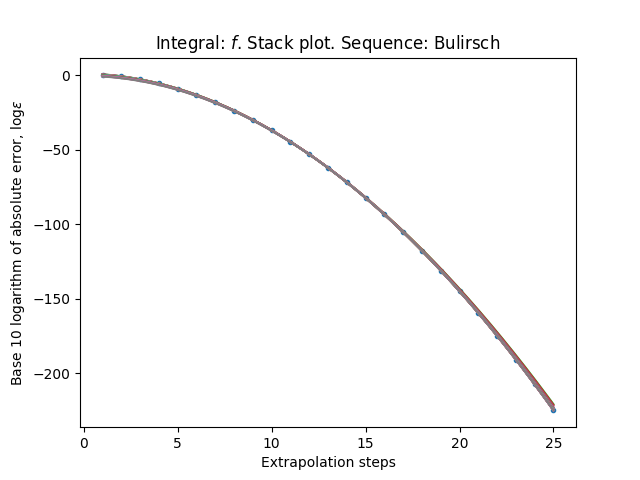 Integral: f. Stack plot. Sequence: Bulirsch
Base 10 logarithm of absolute error, logε
0
−50
−100
−150
−200
0 5 10 15 20 25
Extrapolation steps